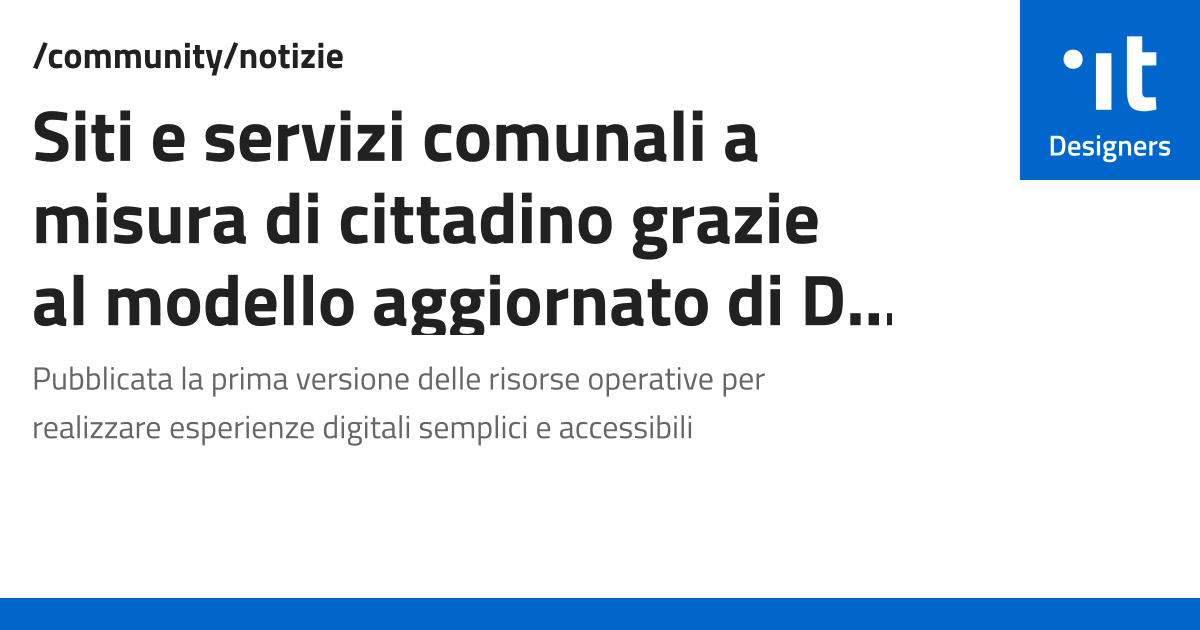 /community/notizie
Siti e servizi comunali a
misura di cittadino grazie
al modello aggiornato di D...
Pubblicata la prima versione delle risorse operative per
realizzare esperienze digitali semplici e accessibili
it
Designers